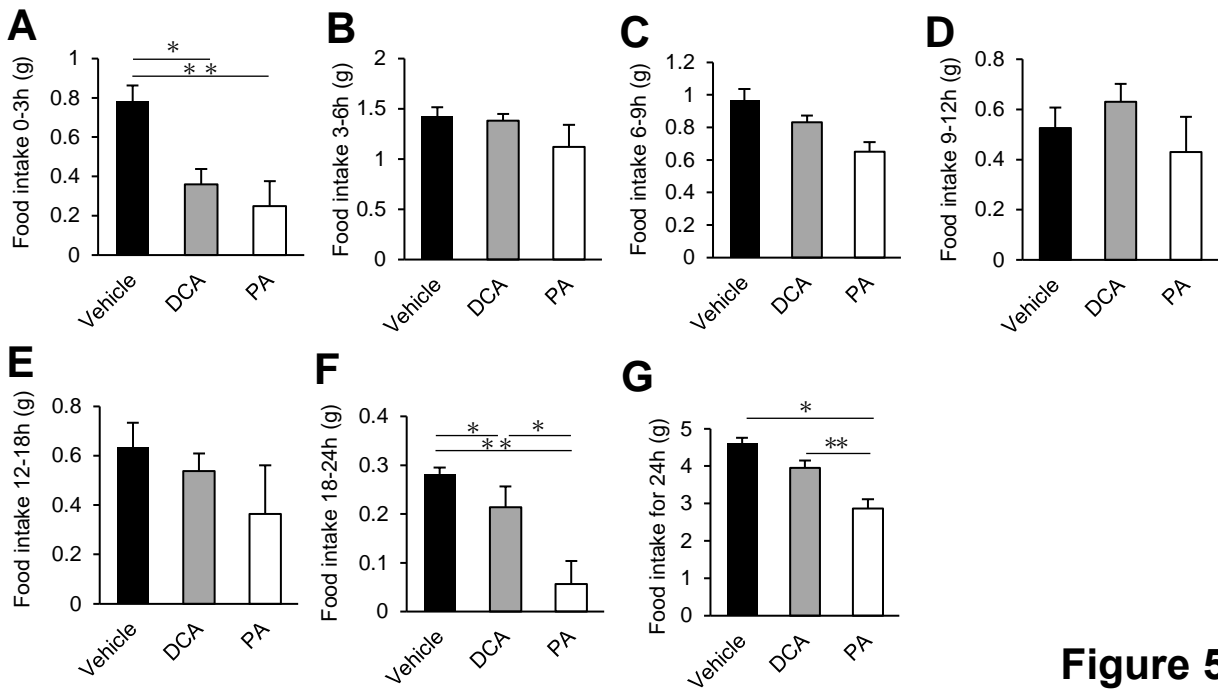 A
Food intake 0-3h (g)
1
0.8
0.6
0.4
0.2
0
*
**
Vehicle
DCA
PA
B
Food intake 3-6h (g)
2
1.5
1
0.5
0
Vehicle
DCA
PA
C
Food intake 6-9h (g)
1.2
1
0.8
0.6
0.4
0.2
0
Vehicle
DCA
PA
D
Food intake 9-12h (g)
0.8
0.6
0.4
0.2
0
Vehicle
DCA
PA
E
Food intake 12-18h (g)
0.8
0.6
0.4
0.2
0
Vehicle
DCA
PA
F
Food intake 18-24h (g)
0.4
0.3
0.2
0.1
0
* *
**
Vehicle
DCA
PA
G
Food intake for 24h (g)
5
4
3
2
1
0
*
**
Vehicle
DCA
PA
Figure 5